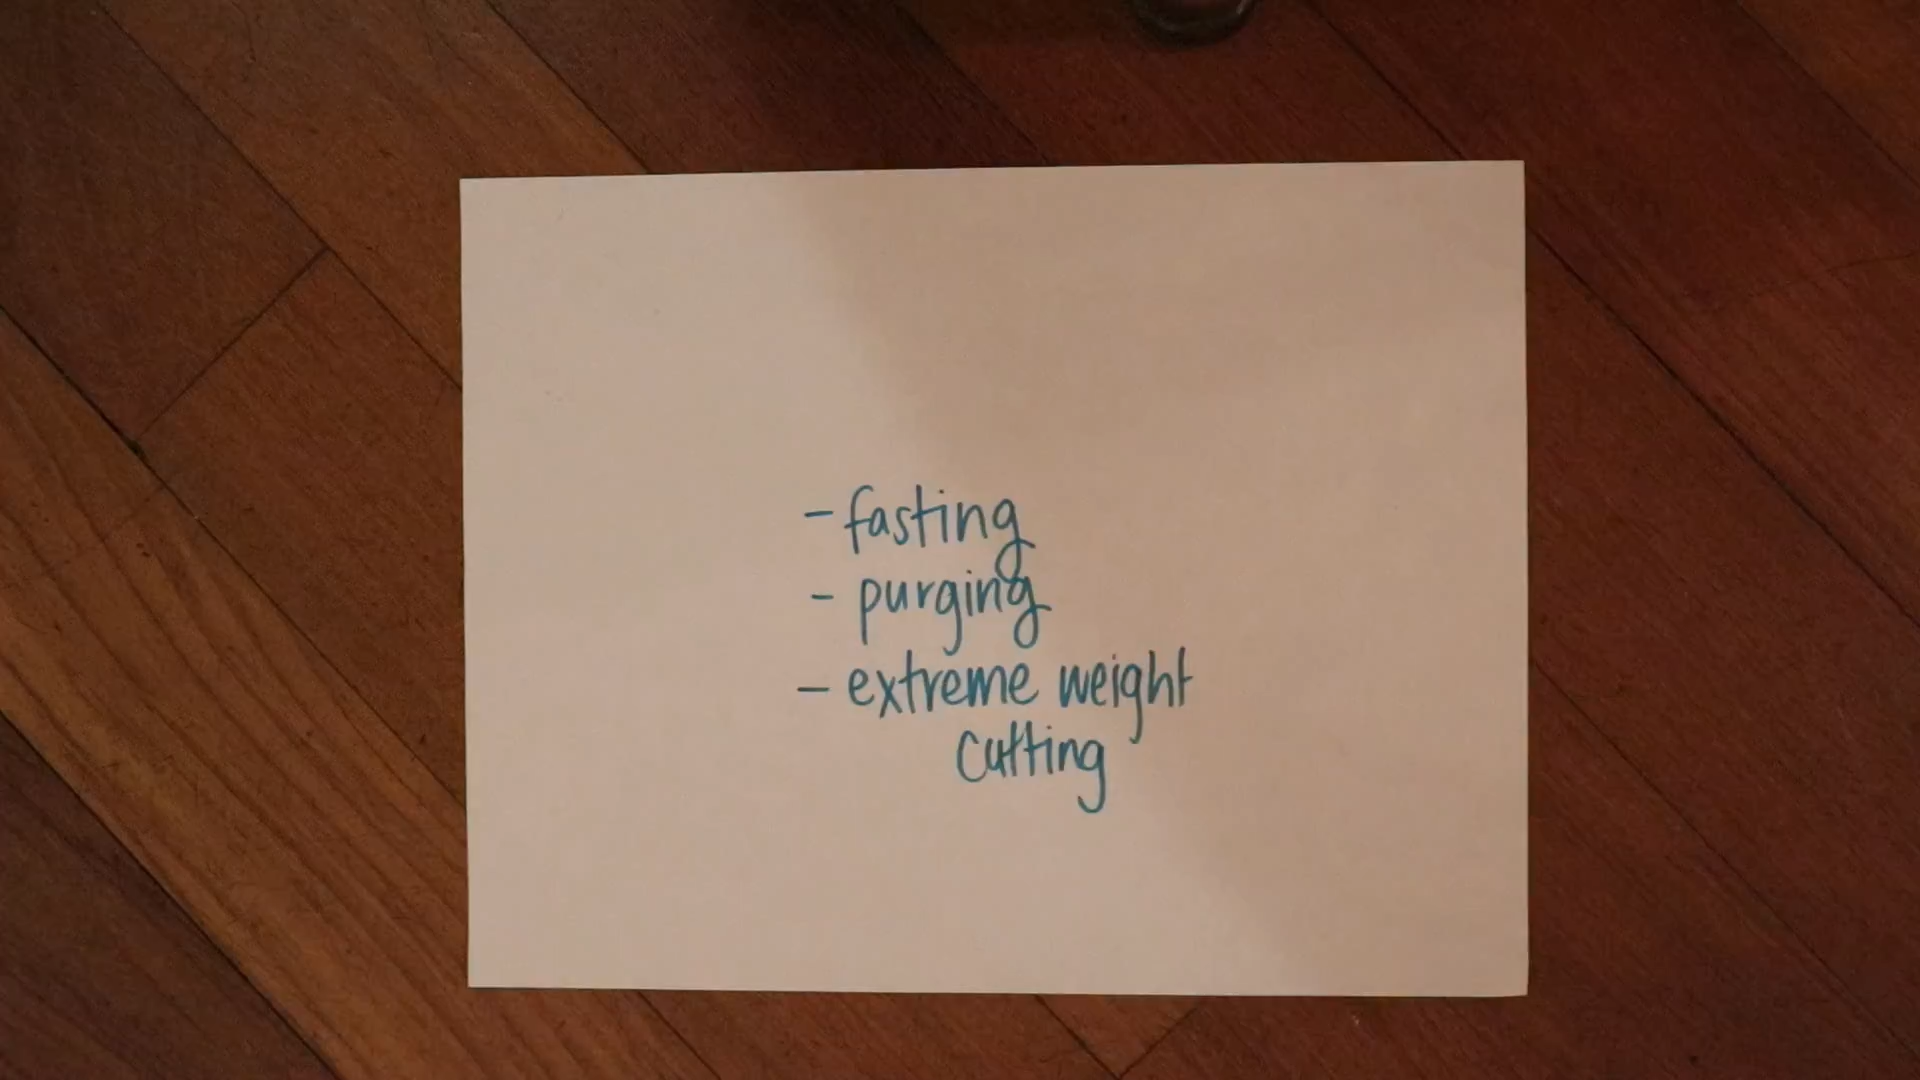 - fasting
- purging
- extreme weight
cutting